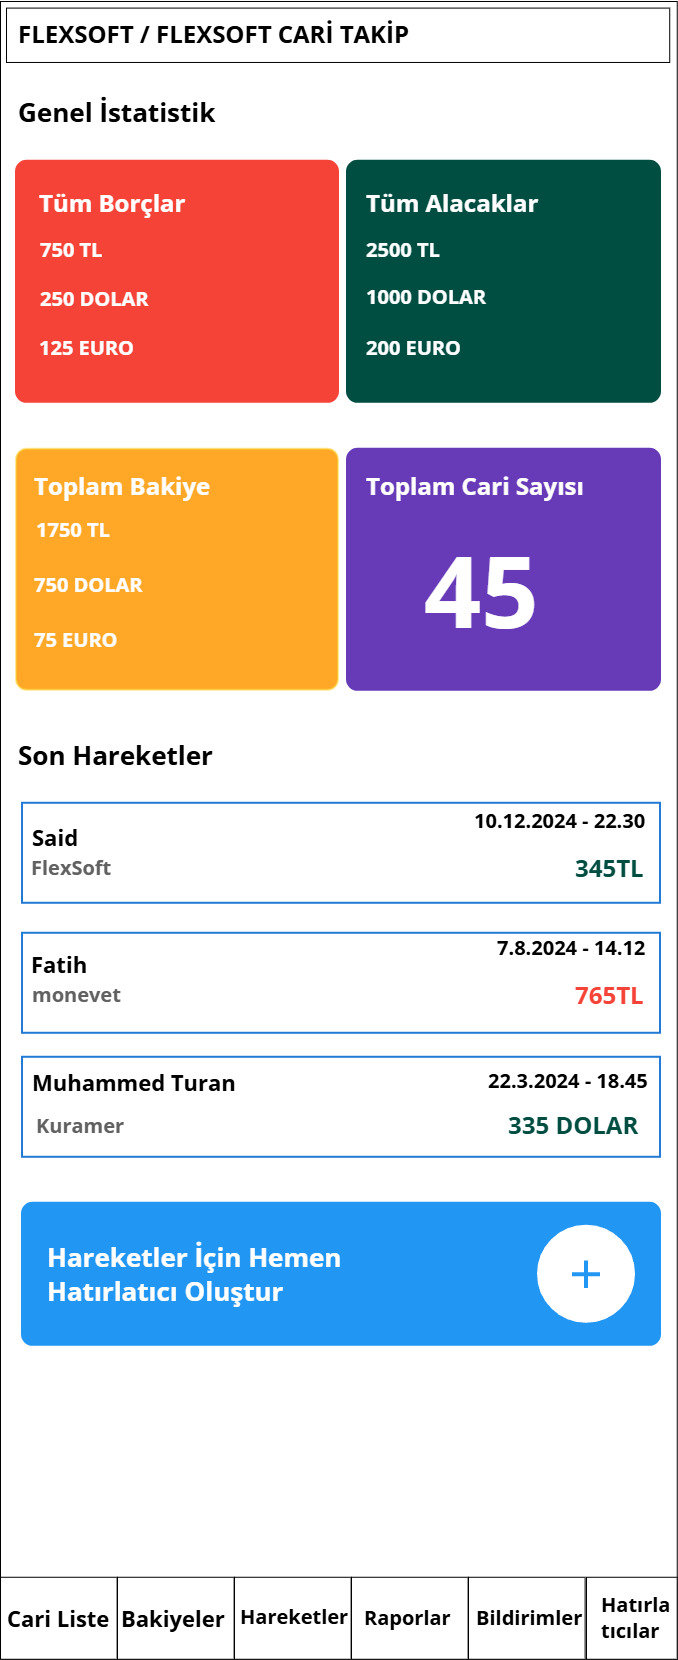 FLEXSOFT / FLEXSOFT CARİ TAKİP
Genel İstatistik
Tüm Borçlar
750 TL
250 DOLAR
125 EURO
Tüm Alacaklar
2500 TL
1000 DOLAR
200 EURO
Toplam Bakiye
1750 TL
750 DOLAR
75 EURO
Toplam Cari Sayısı
45
Son Hareketler
Said
FlexSoft
10.12.2024 - 22.30
345TL
Fatih
monevet
7.8.2024 - 14.12
765TL
Muhammed Turan
Kuramer
22.3.2024 - 18.45
335 DOLAR
Hareketler İçin Hemen
Hatırlatıcı Oluştur
+
Cari Liste
Bakiyeler
Hareketler
Raporlar
Bildirimler
Hatırla
tıcılar